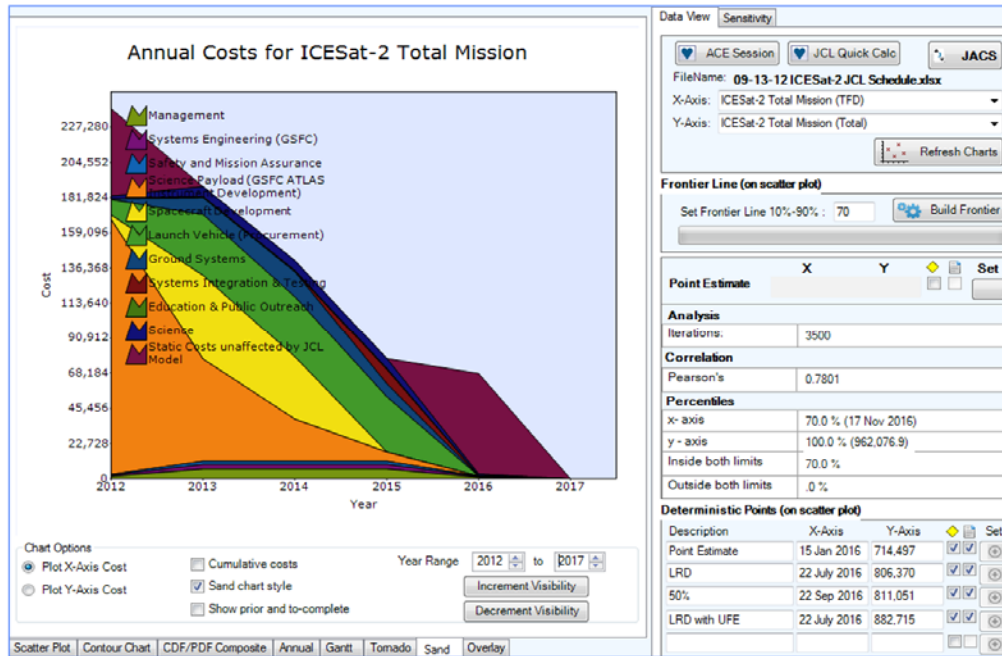 Annual Costs for ICESat-2 Total Mission
227,280
204,552
181,824
159,096
136,368
113,640
90,912
68,184
45,456
22,728
0
Cost
Management
Systems Engineering (GSFC)
Safety and Mission Assurance
Science Payload (GSFC ATLAS
Instrument Development)
Spacecraft Development
Launch Vehicle (Procurement)
Ground Systems
Systems Integration & Testing
Education & Public Outreach
Science
Static Costs unaffected by JCL
Model
2012 2013 2014 2015 2016 2017
Year
Chart Options
Plot X-Axis Cost
Plot Y-Axis Cost
Cumulative costs
Sand chart style
Show prior and to-complete
Year Range 2012 to 2017
Increment Visibility
Decrement Visibility
Scatter Plot Contour Chart CDF/PDF Composite Annual Gantt Tornado Sand Overlay
Data View Sensitivity
ACE Session JCL Quick Calc JACS
FileName: 09-13-12 ICESat-2 JCL Schedule.xlsx
X-Axis: ICESat-2 Total Mission (TFD)
Y-Axis: ICESat-2 Total Mission (Total)
Refresh Charts
Frontier Line (on scatter plot)
Set Frontier Line 10%-90% : 70 Build Frontier
X Y Set
Point Estimate
Analysis
Iterations: 3500
Correlation
Pearson's 0.7801
Percentiles
x- axis 70.0 % (17 Nov 2016)
y - axis 100.0 % (962,076.9)
Inside both limits 70.0 %
Outside both limits .0 %
Deterministic Points (on scatter plot)
Description X-Axis Y-Axis Set
Point Estimate 15 Jan 2016 714,497
LRD 22 July 2016 806,370
50% 22 Sep 2016 811,051
LRD with UFE 22 July 2016 882,715